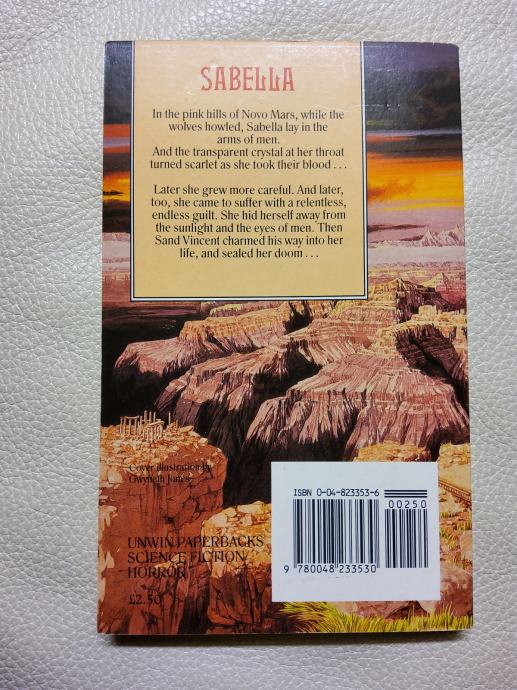 SABELLA
In the pink hills of Novo Mars, while the
wolves howled, Sabella lay in the
arms of men.
And the transparent crystal at her throat
turned scarlet as she took their blood . . .
Later she grew more careful. And later,
too, she came to suffer with a relentless,
endless guilt. She hid herself away from
the sunlight and the eyes of men. Then
Sand Vincent charmed his way into her
life, and sealed her doom . . .
Cover illustration by
Gwyneth Jones
UNWIN PAPERBACKS
SCIENCE FICTION
HORROR
£2.50
ISBN 0-04-823353-6
00250
9 780048 233530